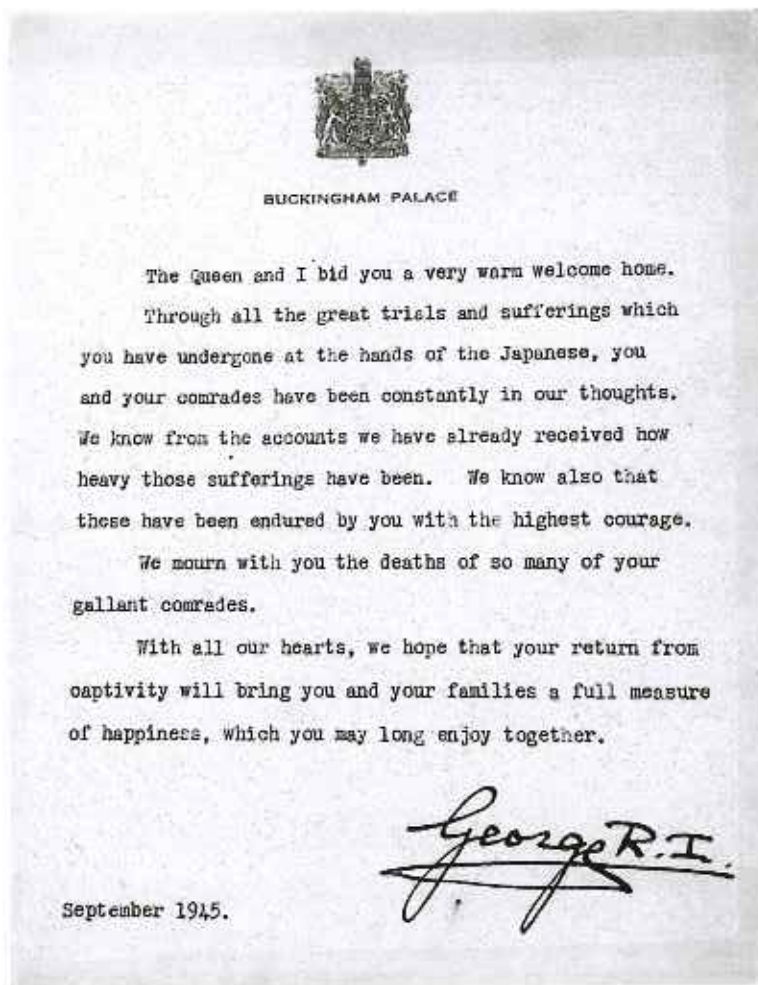 BUCKINGHAM PALACE
The Queen and I bid you a very warm welcome home.
Through all the great trials and sufferings which
you have undergone at the hands of the Japanese, you
and your comrades have been constantly in our thoughts.
We know from the accounts we have already received how
heavy those sufferings have been. We know also that
these have been endured by you with the highest courage.
We mourn with you the deaths of so many of your
gallant comrades.
With all our hearts, we hope that your return from
captivity will bring you and your families a full measure
of happiness, which you may long enjoy together.
George R.I.
September 1945.